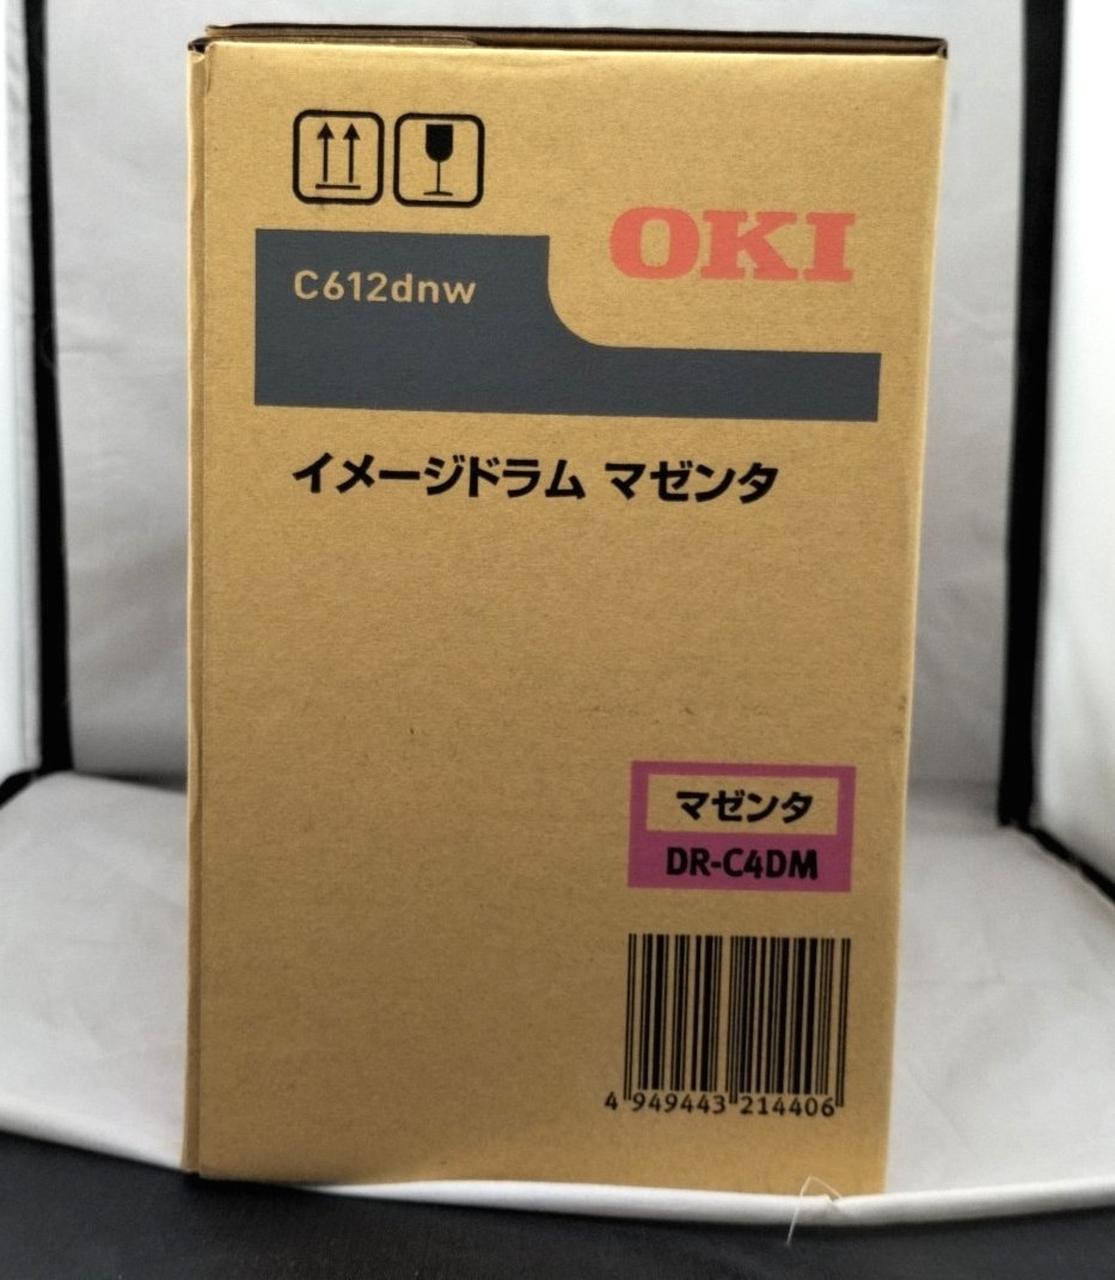 OKI
C612dnw
イメージドラム マゼンタ
マゼンタ
DR-C4DM
4 949443 214406